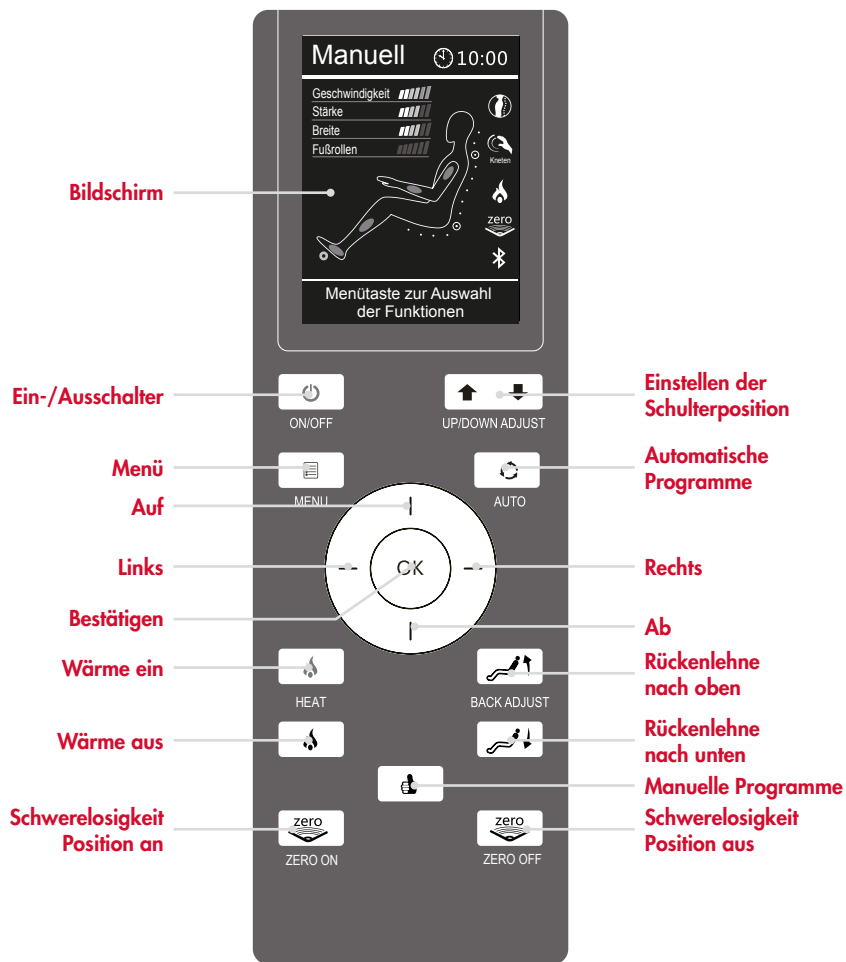 Manuell 10:00
Geschwindigkeit
Stärke
Breite
Fußrollen
Kneten
zero
Menütaste zur Auswahl
der Funktionen
Bildschirm
Ein-/Ausschalter
ON/OFF
UP/DOWN ADJUST
Einstellen der
Schulterposition
Menü
MENU
AUTO
Automatische
Programme
Auf
Links
OK
Rechts
Bestätigen
Ab
Wärme ein
HEAT
BACK ADJUST
Rückenlehne
nach oben
Wärme aus
Rückenlehne
nach unten
Manuelle Programme
Schwerelosigkeit
Position an
zero
ZERO ON
zero
ZERO OFF
Schwerelosigkeit
Position aus